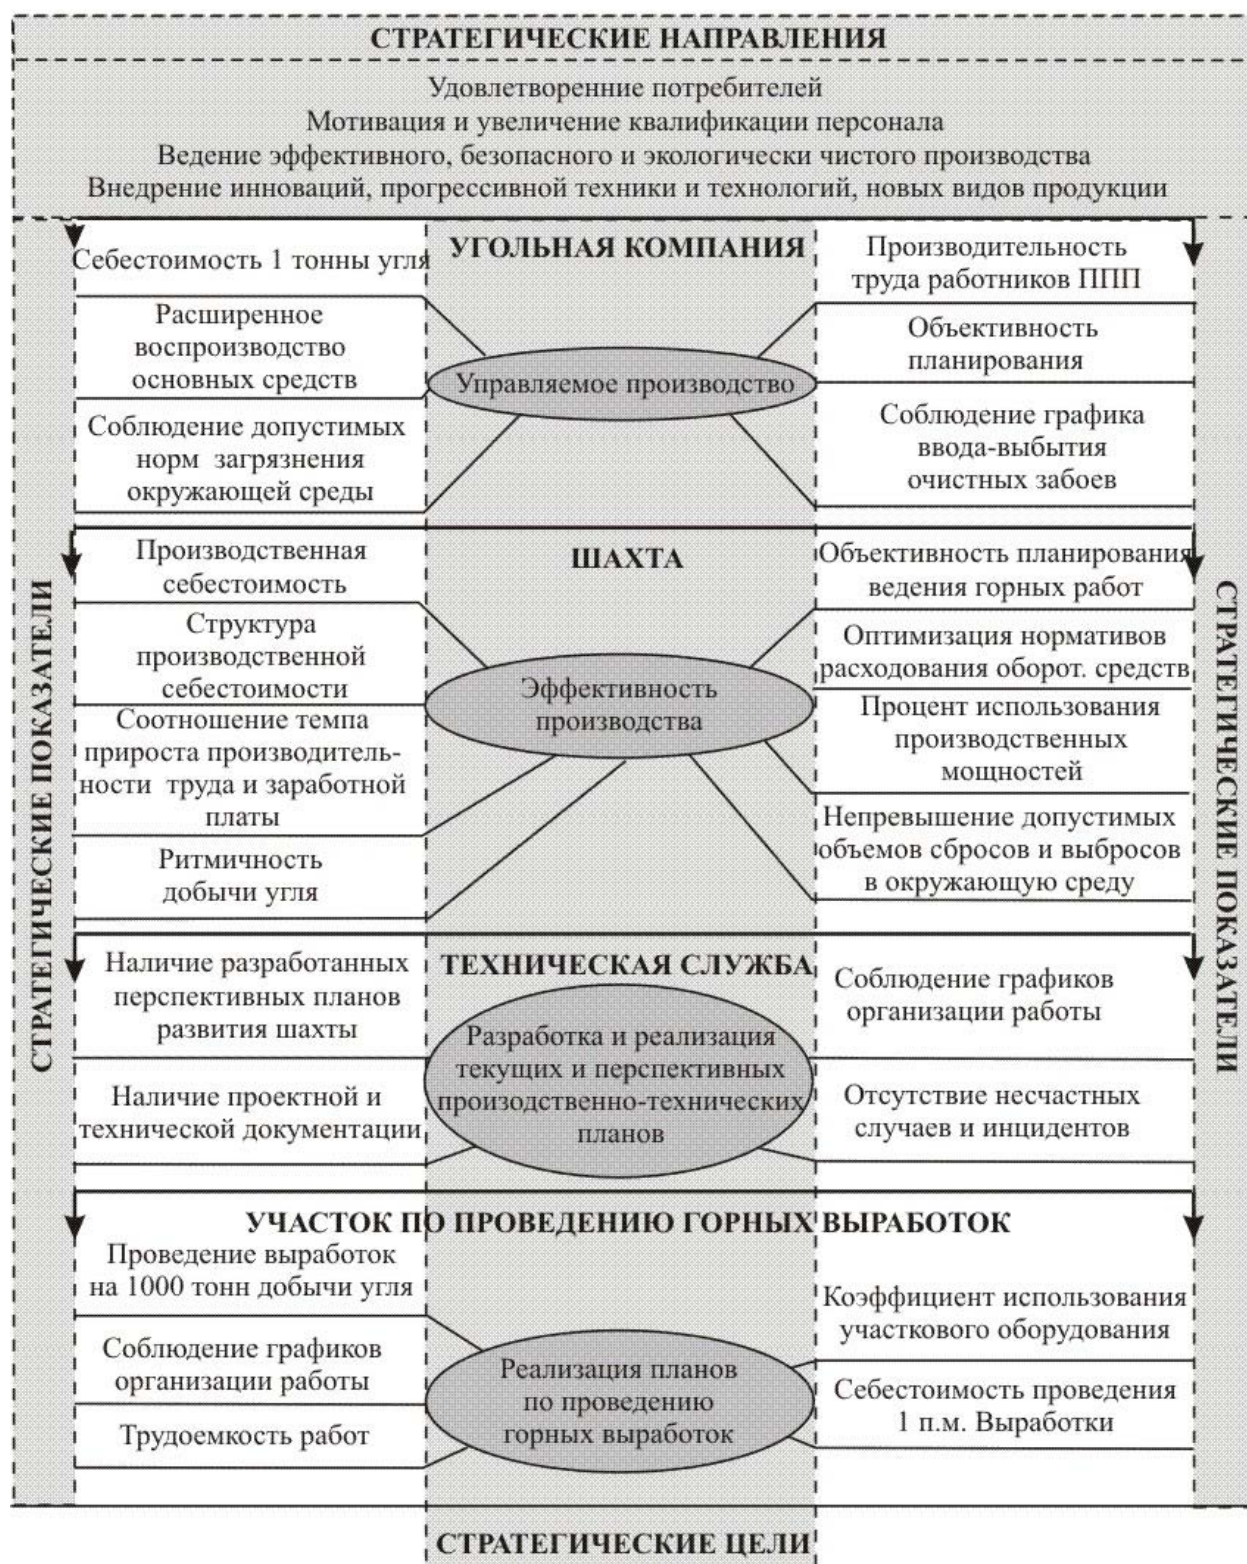 СТРАТЕГИЧЕСКИЕ НАПРАВЛЕНИЯ
Удовлетворенние потребителей
Мотивация и увеличение квалификации персонала
Ведение эффективного, безопасного и экологически чистого производства
Внедрение инноваций, прогрессивной техники и технологий, новых видов продукции
СТРАТЕГИЧЕСКИЕ ПОКАЗАТЕЛИ
УГОЛЬНАЯ КОМПАНИЯ
Себестоимость 1 тонны угля
Расширенное
воспроизводство
основных средств
Соблюдение допустимых
норм загрязнения
окружающей среды
Управляемое производство
Производительность
труда работников ППП
Объективность
планирования
Соблюдение графика
ввода-выбытия
очистных забоев
ШАХТА
Производственная
себестоимость
Структура
производственной
себестоимости
Соотношение темпа
прироста производитель-
ности труда и заработной
платы
Ритмичность
добычи угля
Эффективность
производства
Объективность планирования
ведения горных работ
Оптимизация нормативов
расходования оборот. средств
Процент использования
производственных
мощностей
Непревышение допустимых
объемов сбросов и выбросов
в окружающую среду
ТЕХНИЧЕСКАЯ СЛУЖБА
Наличие разработанных
перспективных планов
развития шахты
Наличие проектной и
технической документации
Разработка и реализация
текущих и перспективных
произодственно-технических
планов
Соблюдение графиков
организации работы
Отсутствие несчастных
случаев и инцидентов
УЧАСТОК ПО ПРОВЕДЕНИЮ ГОРНЫХ ВЫРАБОТОК
Проведение выработок
на 1000 тонн добычи угля
Соблюдение графиков
организации работы
Трудоемкость работ
Реализация планов
по проведению
горных выработок
Коэффициент использования
участкового оборудования
Себестоимость проведения
1 п.м. Выработки
СТРАТЕГИЧЕСКИЕ ПОКАЗАТЕЛИ
СТРАТЕГИЧЕСКИЕ ЦЕЛИ